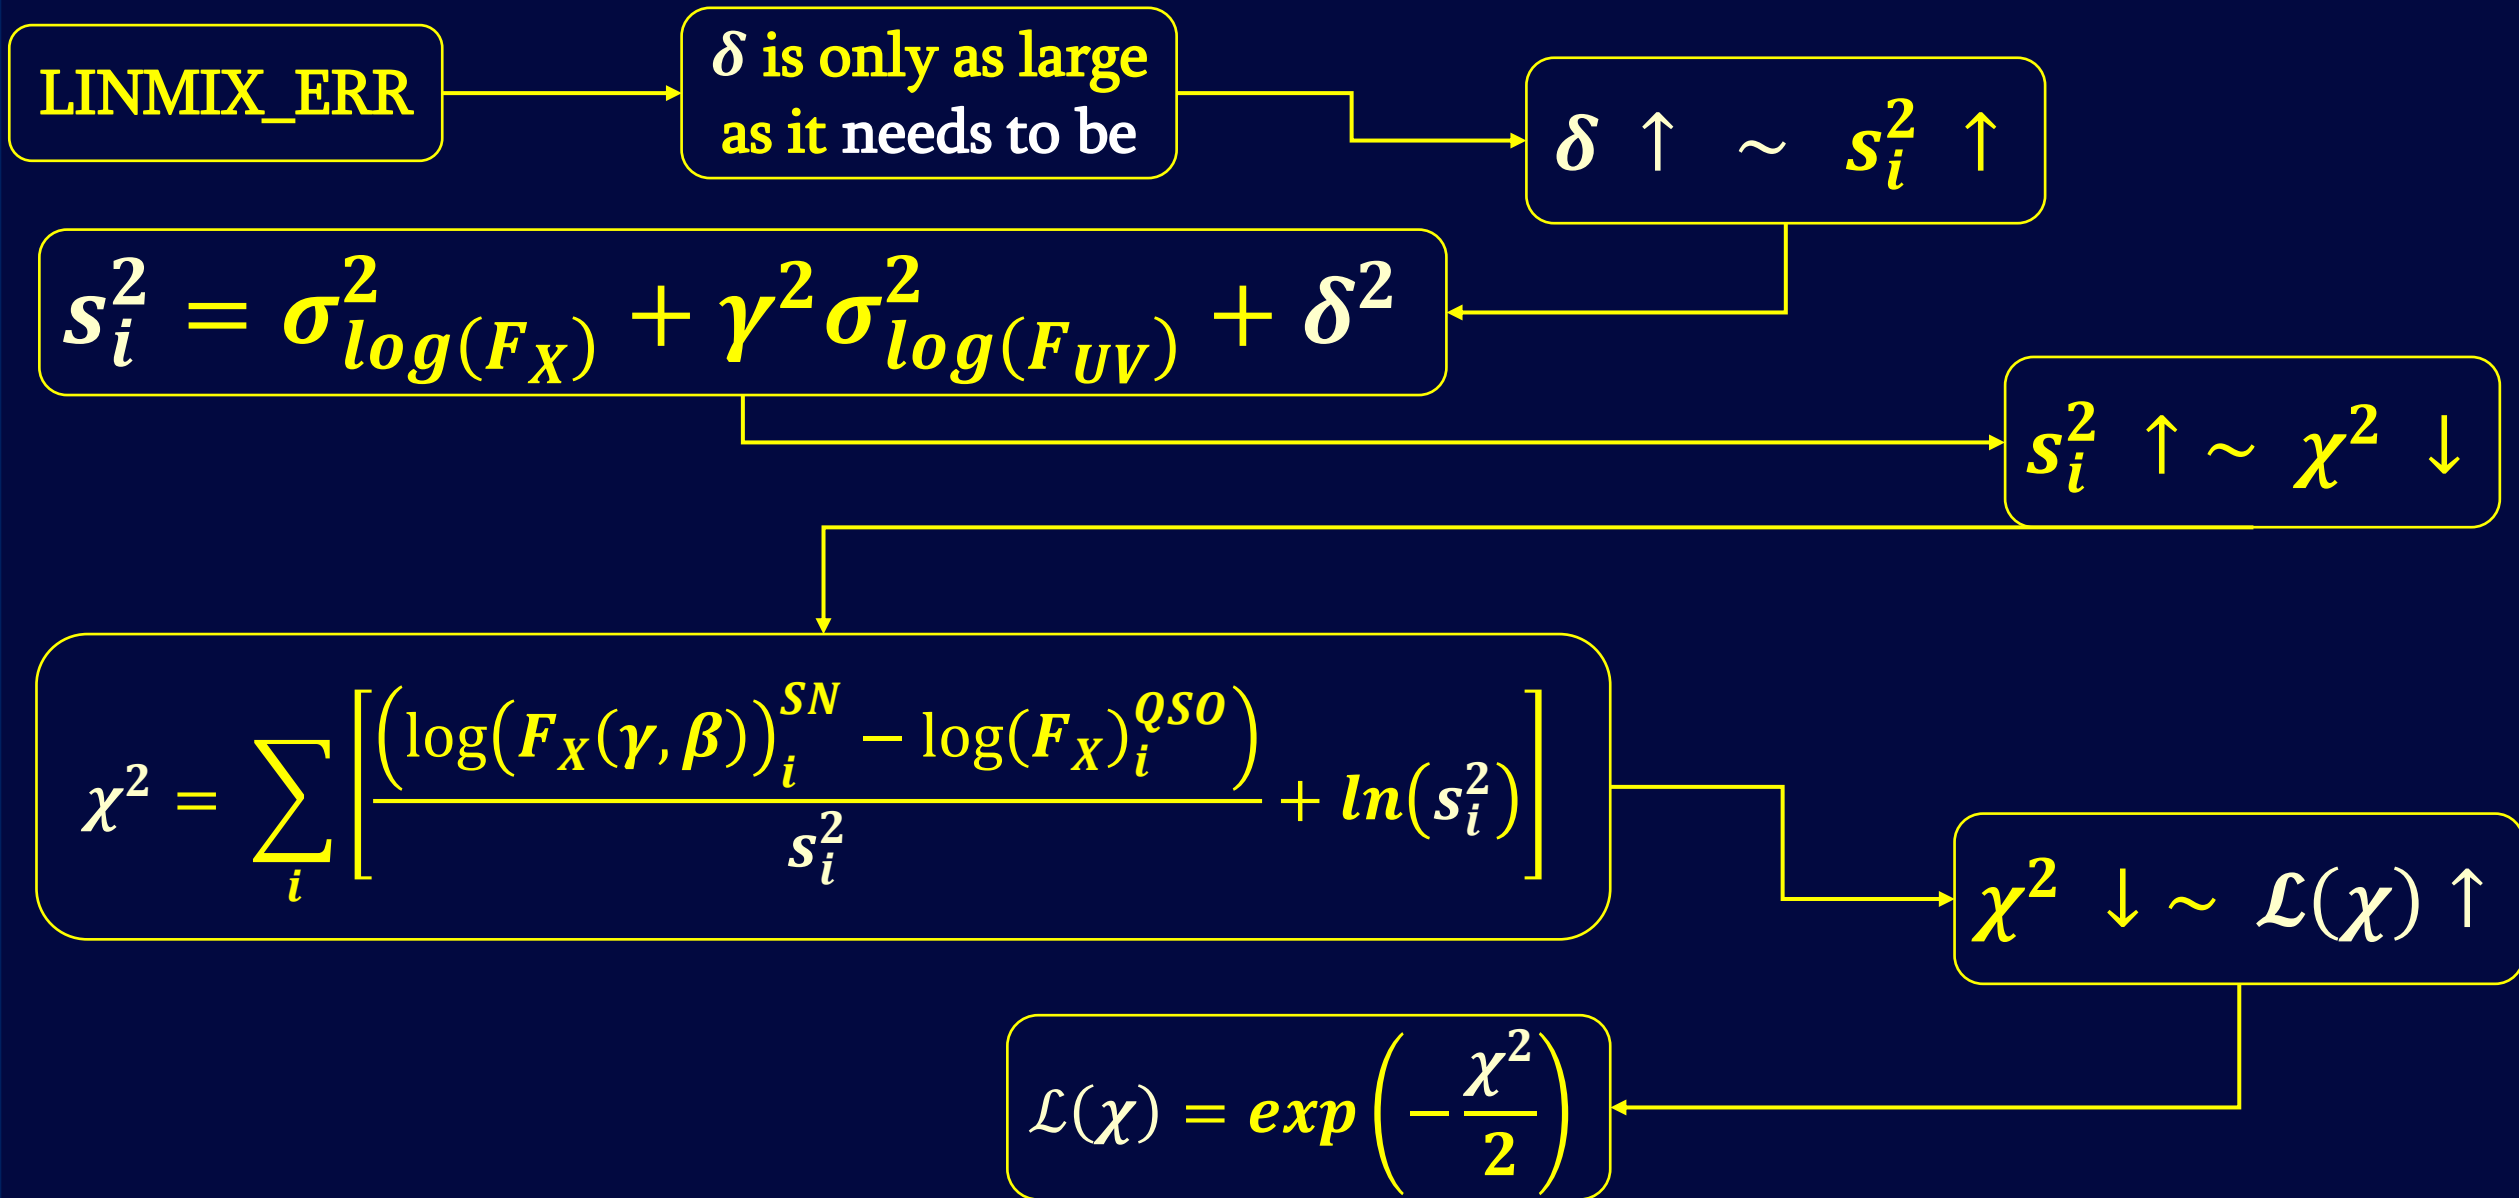 LINMIX_ERR
δ is only as large
as it needs to be
δ ↑ ~ s_i^2 ↑
s_i^2 = σ^2_{log(F_X)} + γ^2 σ^2_{log(F_UV)} + δ^2
s_i^2 ↑ ~ χ^2 ↓
χ^2 = ∑_i [ (log(F_X(γ, β))_i^{SN} − log(F_X)_i^{QSO}) / s_i^2 + ln(s_i^2) ]
χ^2 ↓ ~ ℒ(χ) ↑
ℒ(χ) = exp(−χ^2/2)